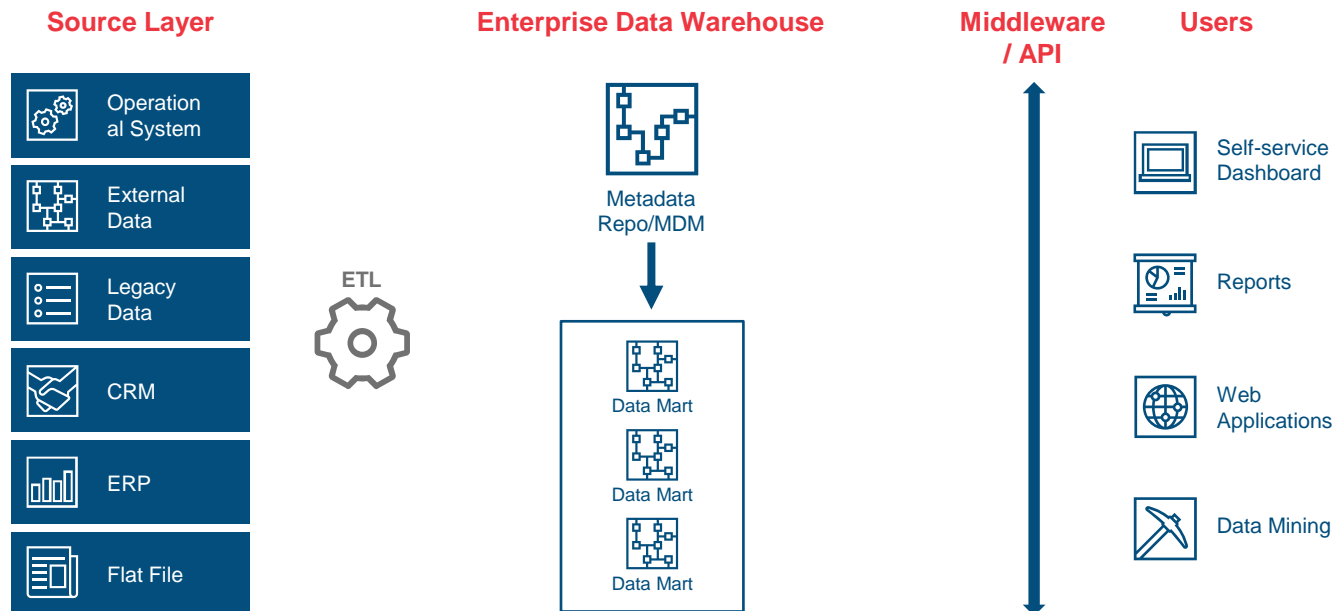 Source Layer
Enterprise Data Warehouse
Middleware
/ API
Users
Operation
al System
External
Data
Legacy
Data
CRM
ERP
Flat File
ETL
Metadata
Repo/MDM
Data Mart
Data Mart
Data Mart
Self-service
Dashboard
Reports
Web
Applications
Data Mining